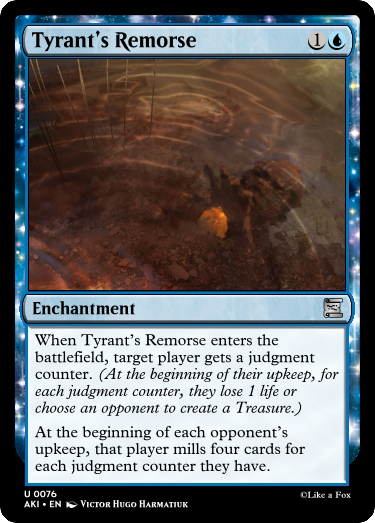 Tyrant's Remorse 1
Enchantment
When Tyrant's Remorse enters the
battlefield, target player gets a judgment
counter. (At the beginning of their upkeep, for
each judgment counter, they lose 1 life or
choose an opponent to create a Treasure.)
At the beginning of each opponent's
upkeep, that player mills four cards for
each judgment counter they have.
U 0076
AKI • EN VICTOR HUGO HARMATIUK
©Like a Fox